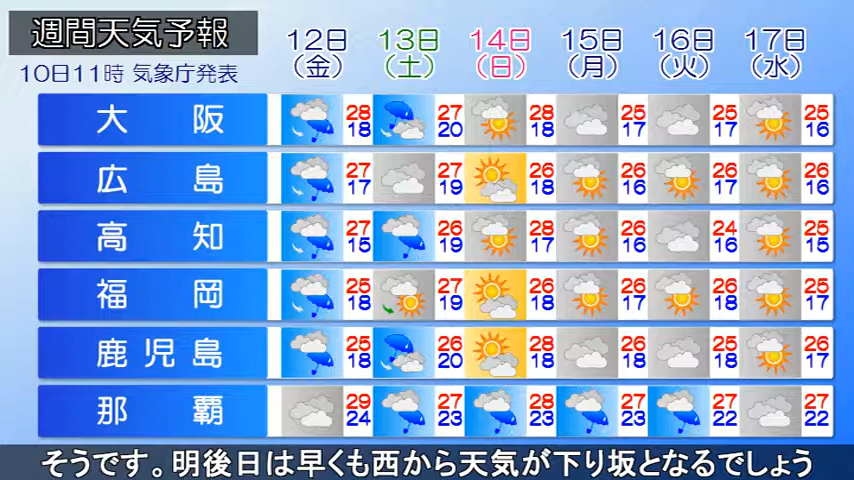 週間天気予報
10日11時 気象庁発表
12日 13日 14日 15日 16日 17日
(金) (土) (日) (月) (火) (水)
大阪 28 18 27 20 28 18 25 17 25 17 25 16
広島 27 17 27 19 26 18 26 16 26 17 26 16
高知 27 15 26 19 28 17 26 16 24 16 25 15
福岡 25 18 27 19 26 18 26 17 26 18 25 17
鹿児島 25 18 26 20 28 18 26 18 25 18 26 17
那覇 29 24 27 23 28 23 27 23 27 22 27 22
そうです。明後日は早くも西から天気が下り坂となるでしょう